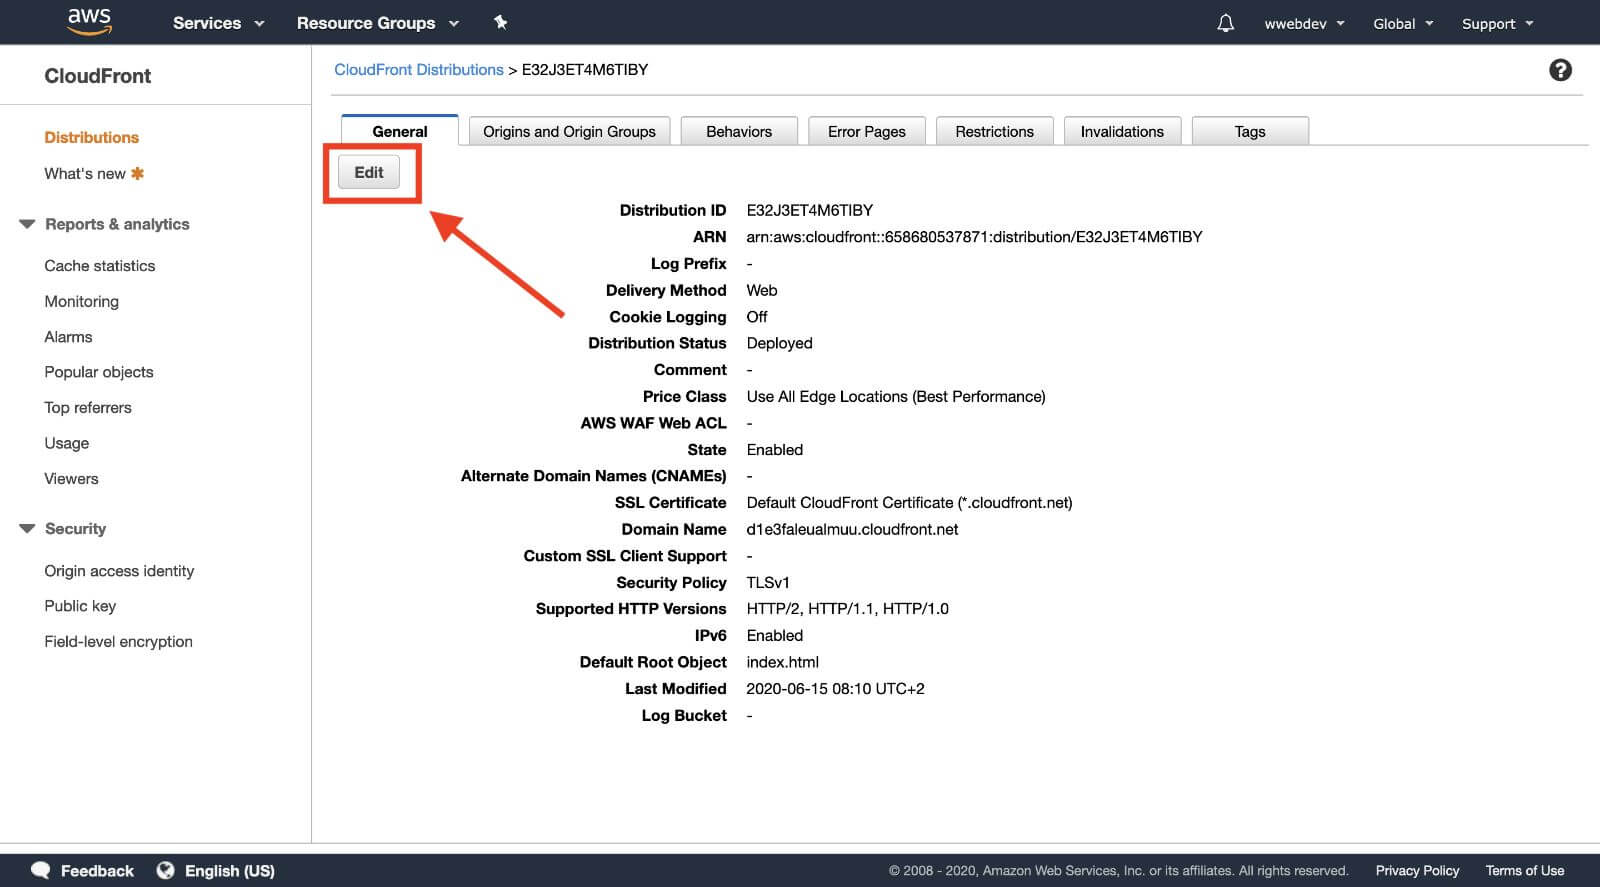 aws Services Resource Groups wwebdev Global Support
CloudFront
CloudFront Distributions > E32J3ET4M6TIBY
?
Distributions
What's new
Reports & analytics
Cache statistics
Monitoring
Alarms
Popular objects
Top referrers
Usage
Viewers
Security
Origin access identity
Public key
Field-level encryption
General Origins and Origin Groups Behaviors Error Pages Restrictions Invalidations Tags
Edit
Distribution ID E32J3ET4M6TIBY
ARN arn:aws:cloudfront::658680537871:distribution/E32J3ET4M6TIBY
Log Prefix -
Delivery Method Web
Cookie Logging Off
Distribution Status Deployed
Comment -
Price Class Use All Edge Locations (Best Performance)
AWS WAF Web ACL -
State Enabled
Alternate Domain Names (CNAMEs) -
SSL Certificate Default CloudFront Certificate (*.cloudfront.net)
Domain Name d1e3faleualmuu.cloudfront.net
Custom SSL Client Support -
Security Policy TLSv1
Supported HTTP Versions HTTP/2, HTTP/1.1, HTTP/1.0
IPv6 Enabled
Default Root Object index.html
Last Modified 2020-06-15 08:10 UTC+2
Log Bucket -
Feedback English (US) © 2008 - 2020, Amazon Web Services, Inc. or its affiliates. All rights reserved. Privacy Policy Terms of Use